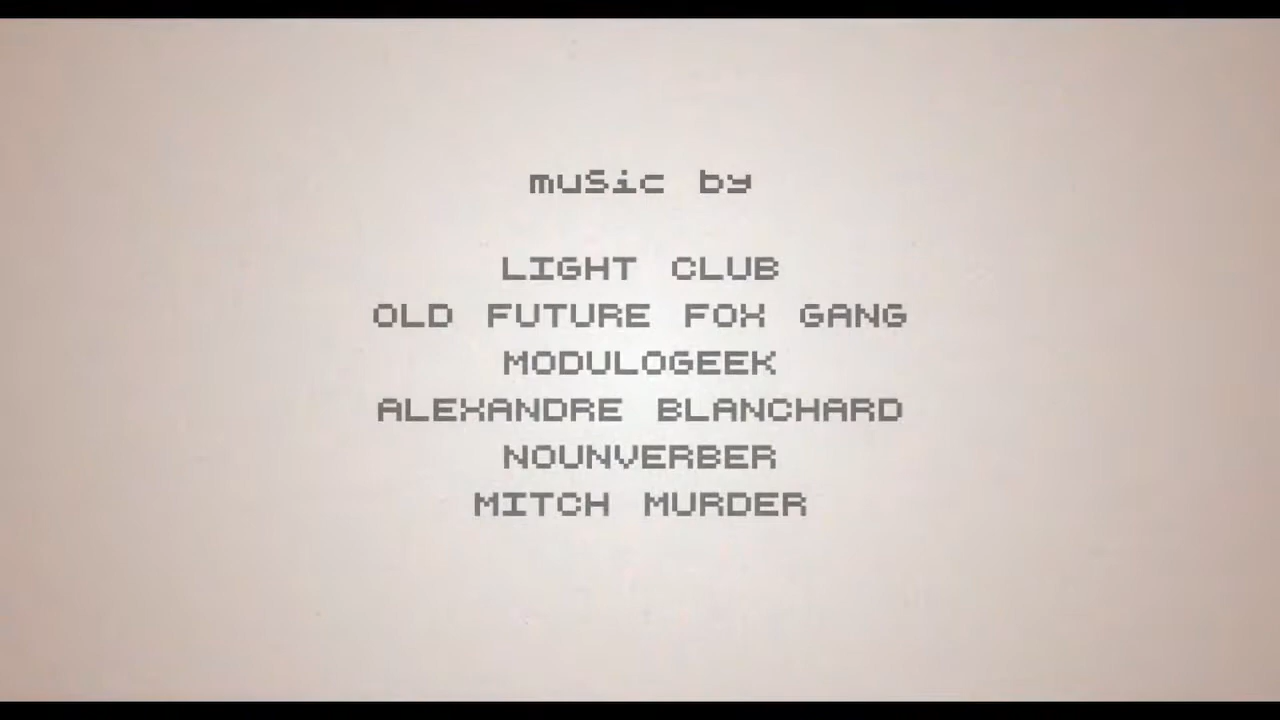 muSic by
LIGHT CLUB
OLD FUTURE FOX GANG
MODULOGEEK
ALEXANDRE BLANCHARD
NOUNVERBER
MITCH MURDER